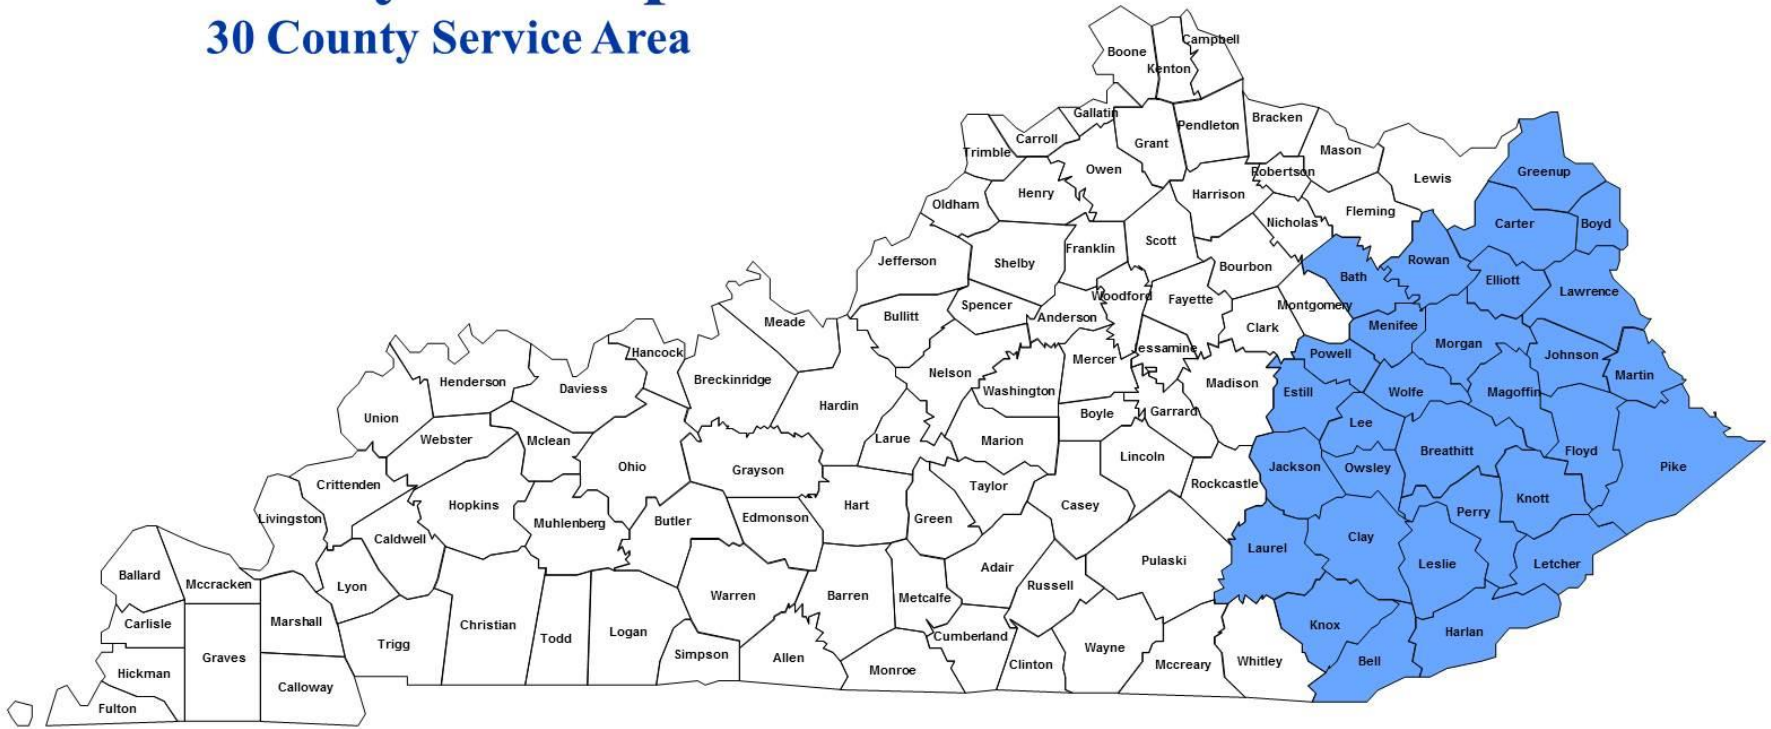 30 County Service Area
Boone
Campbell
Kenton
Gallatin
Carroll
Trimble
Grant
Pendleton
Bracken
Mason
Lewis
Greenup
Owen
Robertson
Henry
Harrison
Oldham
Fleming
Nicholas
Carter
Boyd
Franklin
Scott
Jefferson
Shelby
Bourbon
Rowan
Bath
Elliott
Lawrence
Woodford
Fayette
Montgomery
Spencer
Anderson
Bullitt
Meade
Clark
Menifee
Morgan
Jessamine
Hancock
Mercer
Powell
Johnson
Nelson
Martin
Breckinridge
Henderson
Daviess
Washington
Madison
Estill
Wolfe
Magoffin
Hardin
Union
Boyle
Garrard
Lee
Webster
Mclean
Larue
Marion
Breathitt
Floyd
Lincoln
Ohio
Grayson
Jackson
Owsley
Pike
Crittenden
Taylor
Rockcastle
Knott
Hopkins
Hart
Casey
Perry
Livingston
Muhlenberg
Butler
Edmonson
Green
Caldwell
Clay
Laurel
Pulaski
Leslie
Letcher
Adair
Ballard
Mccracken
Lyon
Russell
Warren
Barren
Metcalfe
Carlisle
Marshall
Christian
Knox
Todd
Logan
Harlan
Cumberland
Trigg
Wayne
Graves
Simpson
Allen
Clinton
Mccreary
Whitley
Bell
Monroe
Hickman
Calloway
Fulton